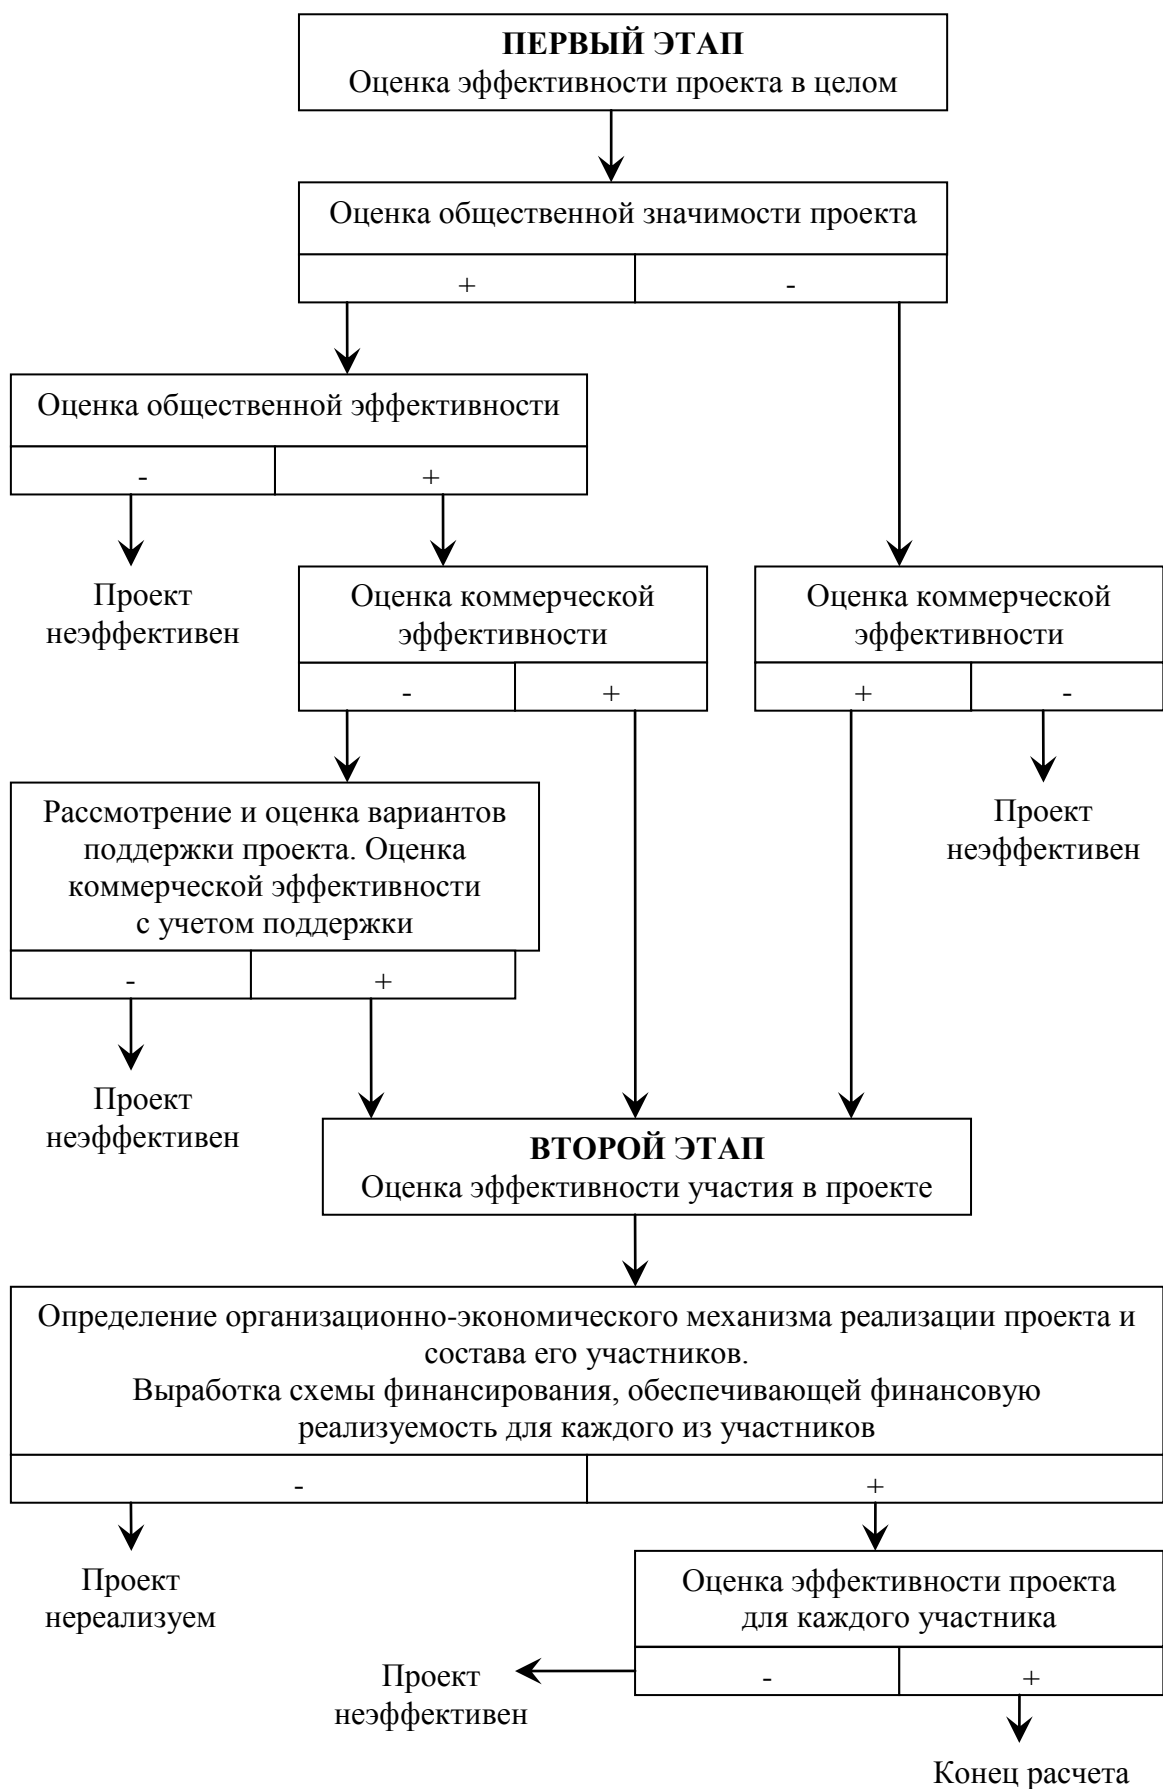 ПЕРВЫЙ ЭТАП
Оценка эффективности проекта в целом
Оценка общественной значимости проекта
+
-
Оценка общественной эффективности
-
+
Проект
неэффективен
Оценка коммерческой
эффективности
-
+
Оценка коммерческой
эффективности
+
-
Рассмотрение и оценка вариантов
поддержки проекта. Оценка
коммерческой эффективности
с учетом поддержки
-
+
Проект
неэффективен
Проект
неэффективен
ВТОРОЙ ЭТАП
Оценка эффективности участия в проекте
Определение организационно-экономического механизма реализации проекта и
состава его участников.
Выработка схемы финансирования, обеспечивающей финансовую
реализуемость для каждого из участников
-
+
Проект
нереализуем
Оценка эффективности проекта
для каждого участника
-
+
Проект
неэффективен
Конец расчета